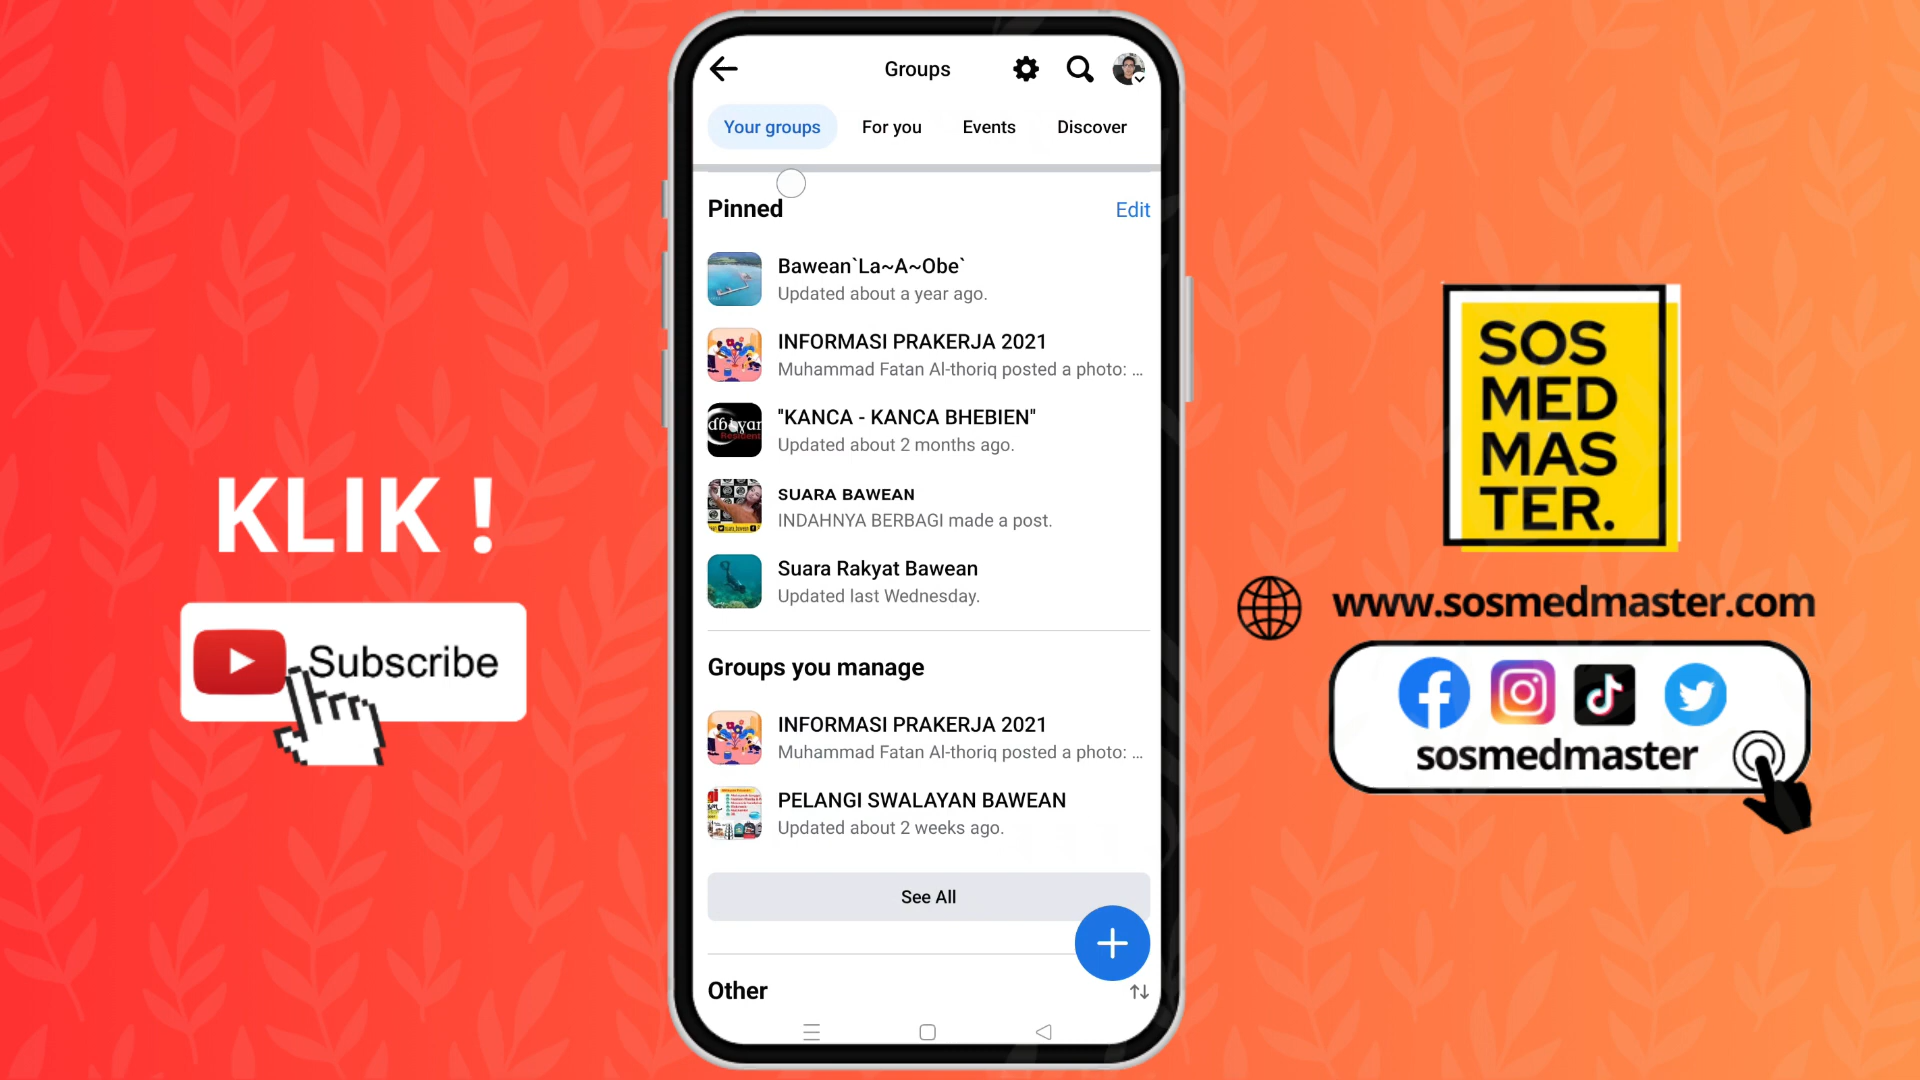 Groups
Your groups
For you
Events
Discover
Pinned
Edit
Bawean`La~A~Obe`
Updated about a year ago.
INFORMASI PRAKERJA 2021
Muhammad Fatan Al-thoriq posted a photo: ...
"KANCA - KANCA BHEBIEN"
Updated about 2 months ago.
SUARA BAWEAN
INDAHNYA BERBAGI made a post.
Suara Rakyat Bawean
Updated last Wednesday.
Groups you manage
INFORMASI PRAKERJA 2021
Muhammad Fatan Al-thoriq posted a photo: ...
PELANGI SWALAYAN BAWEAN
Updated about 2 weeks ago.
See All
Other
KLIK !
Subscribe
SOS
MED
MAS
TER.
www.sosmedmaster.com
sosmedmaster